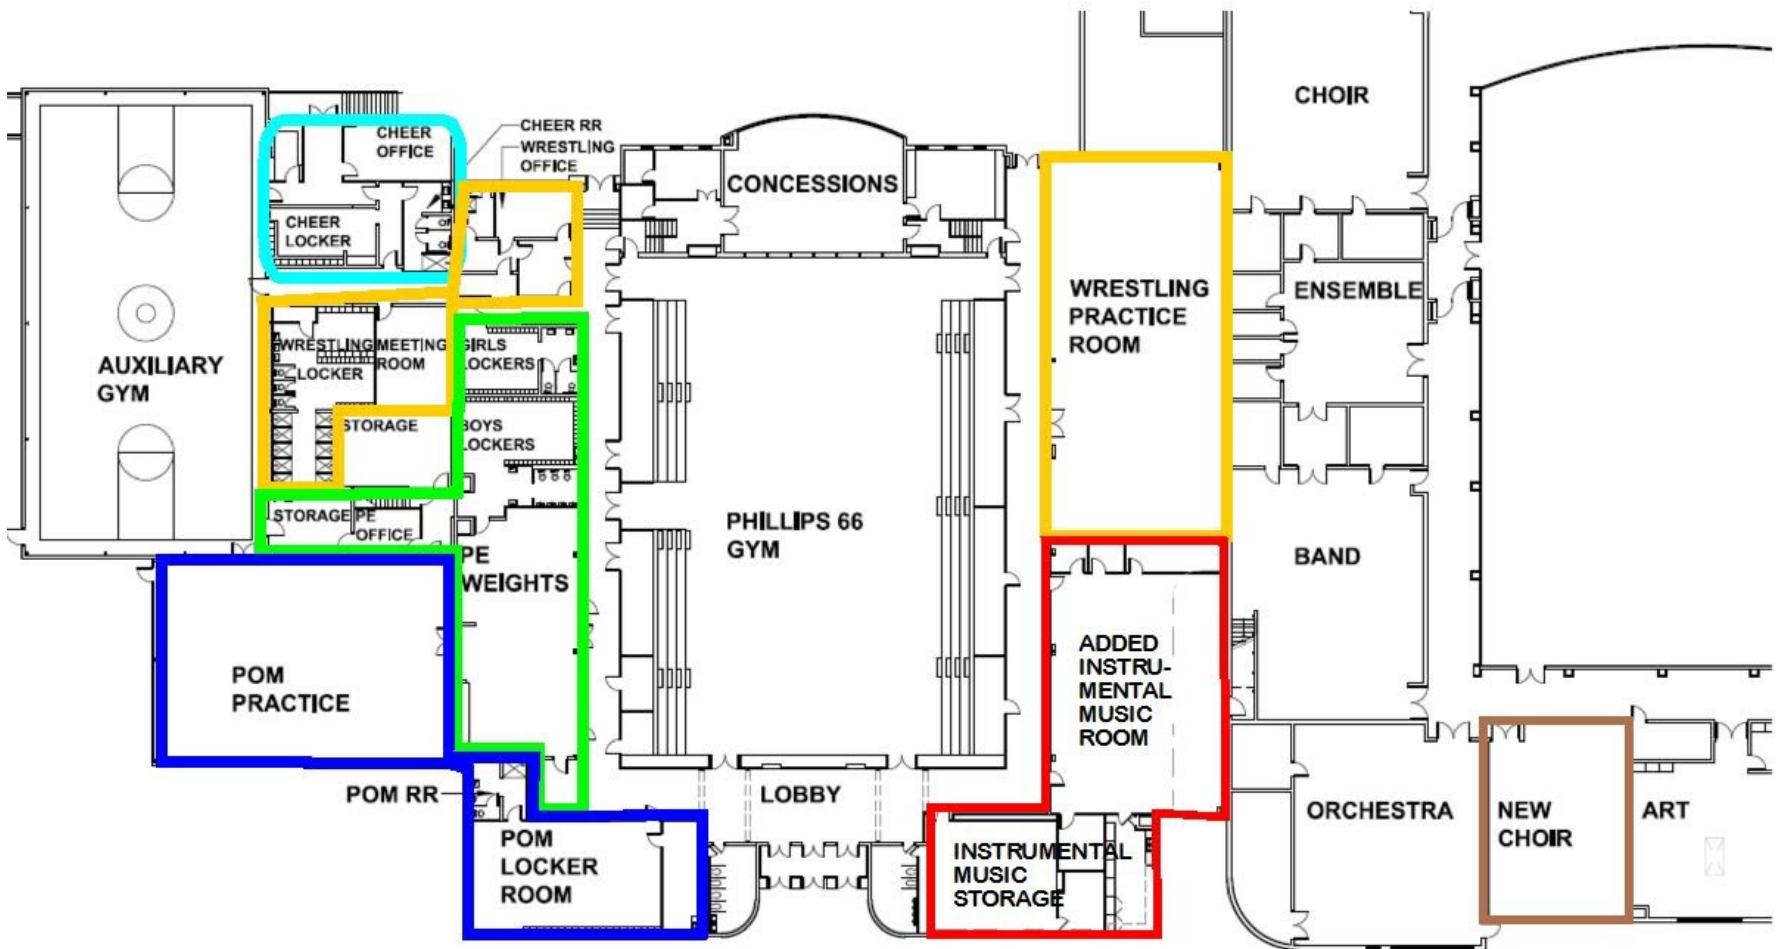 CHOIR
CHEER
OFFICE
CHEER RR
WRESTLING
OFFICE
CONCESSIONS
CHEER
LOCKER
WRESTLING
PRACTICE
ROOM
ENSEMBLE
AUXILIARY
GYM
WRESTLING
LOCKER
MEETING
ROOM
GIRLS
LOCKERS
STORAGE
BOYS
LOCKERS
STORAGE
PE
OFFICE
PHILLIPS 66
GYM
PE
WEIGHTS
BAND
POM
PRACTICE
ADDED
INSTRU-
MENTAL
MUSIC
ROOM
POM RR
LOBBY
ORCHESTRA
NEW
CHOIR
ART
POM
LOCKER
ROOM
INSTRUMENTAL
MUSIC
STORAGE